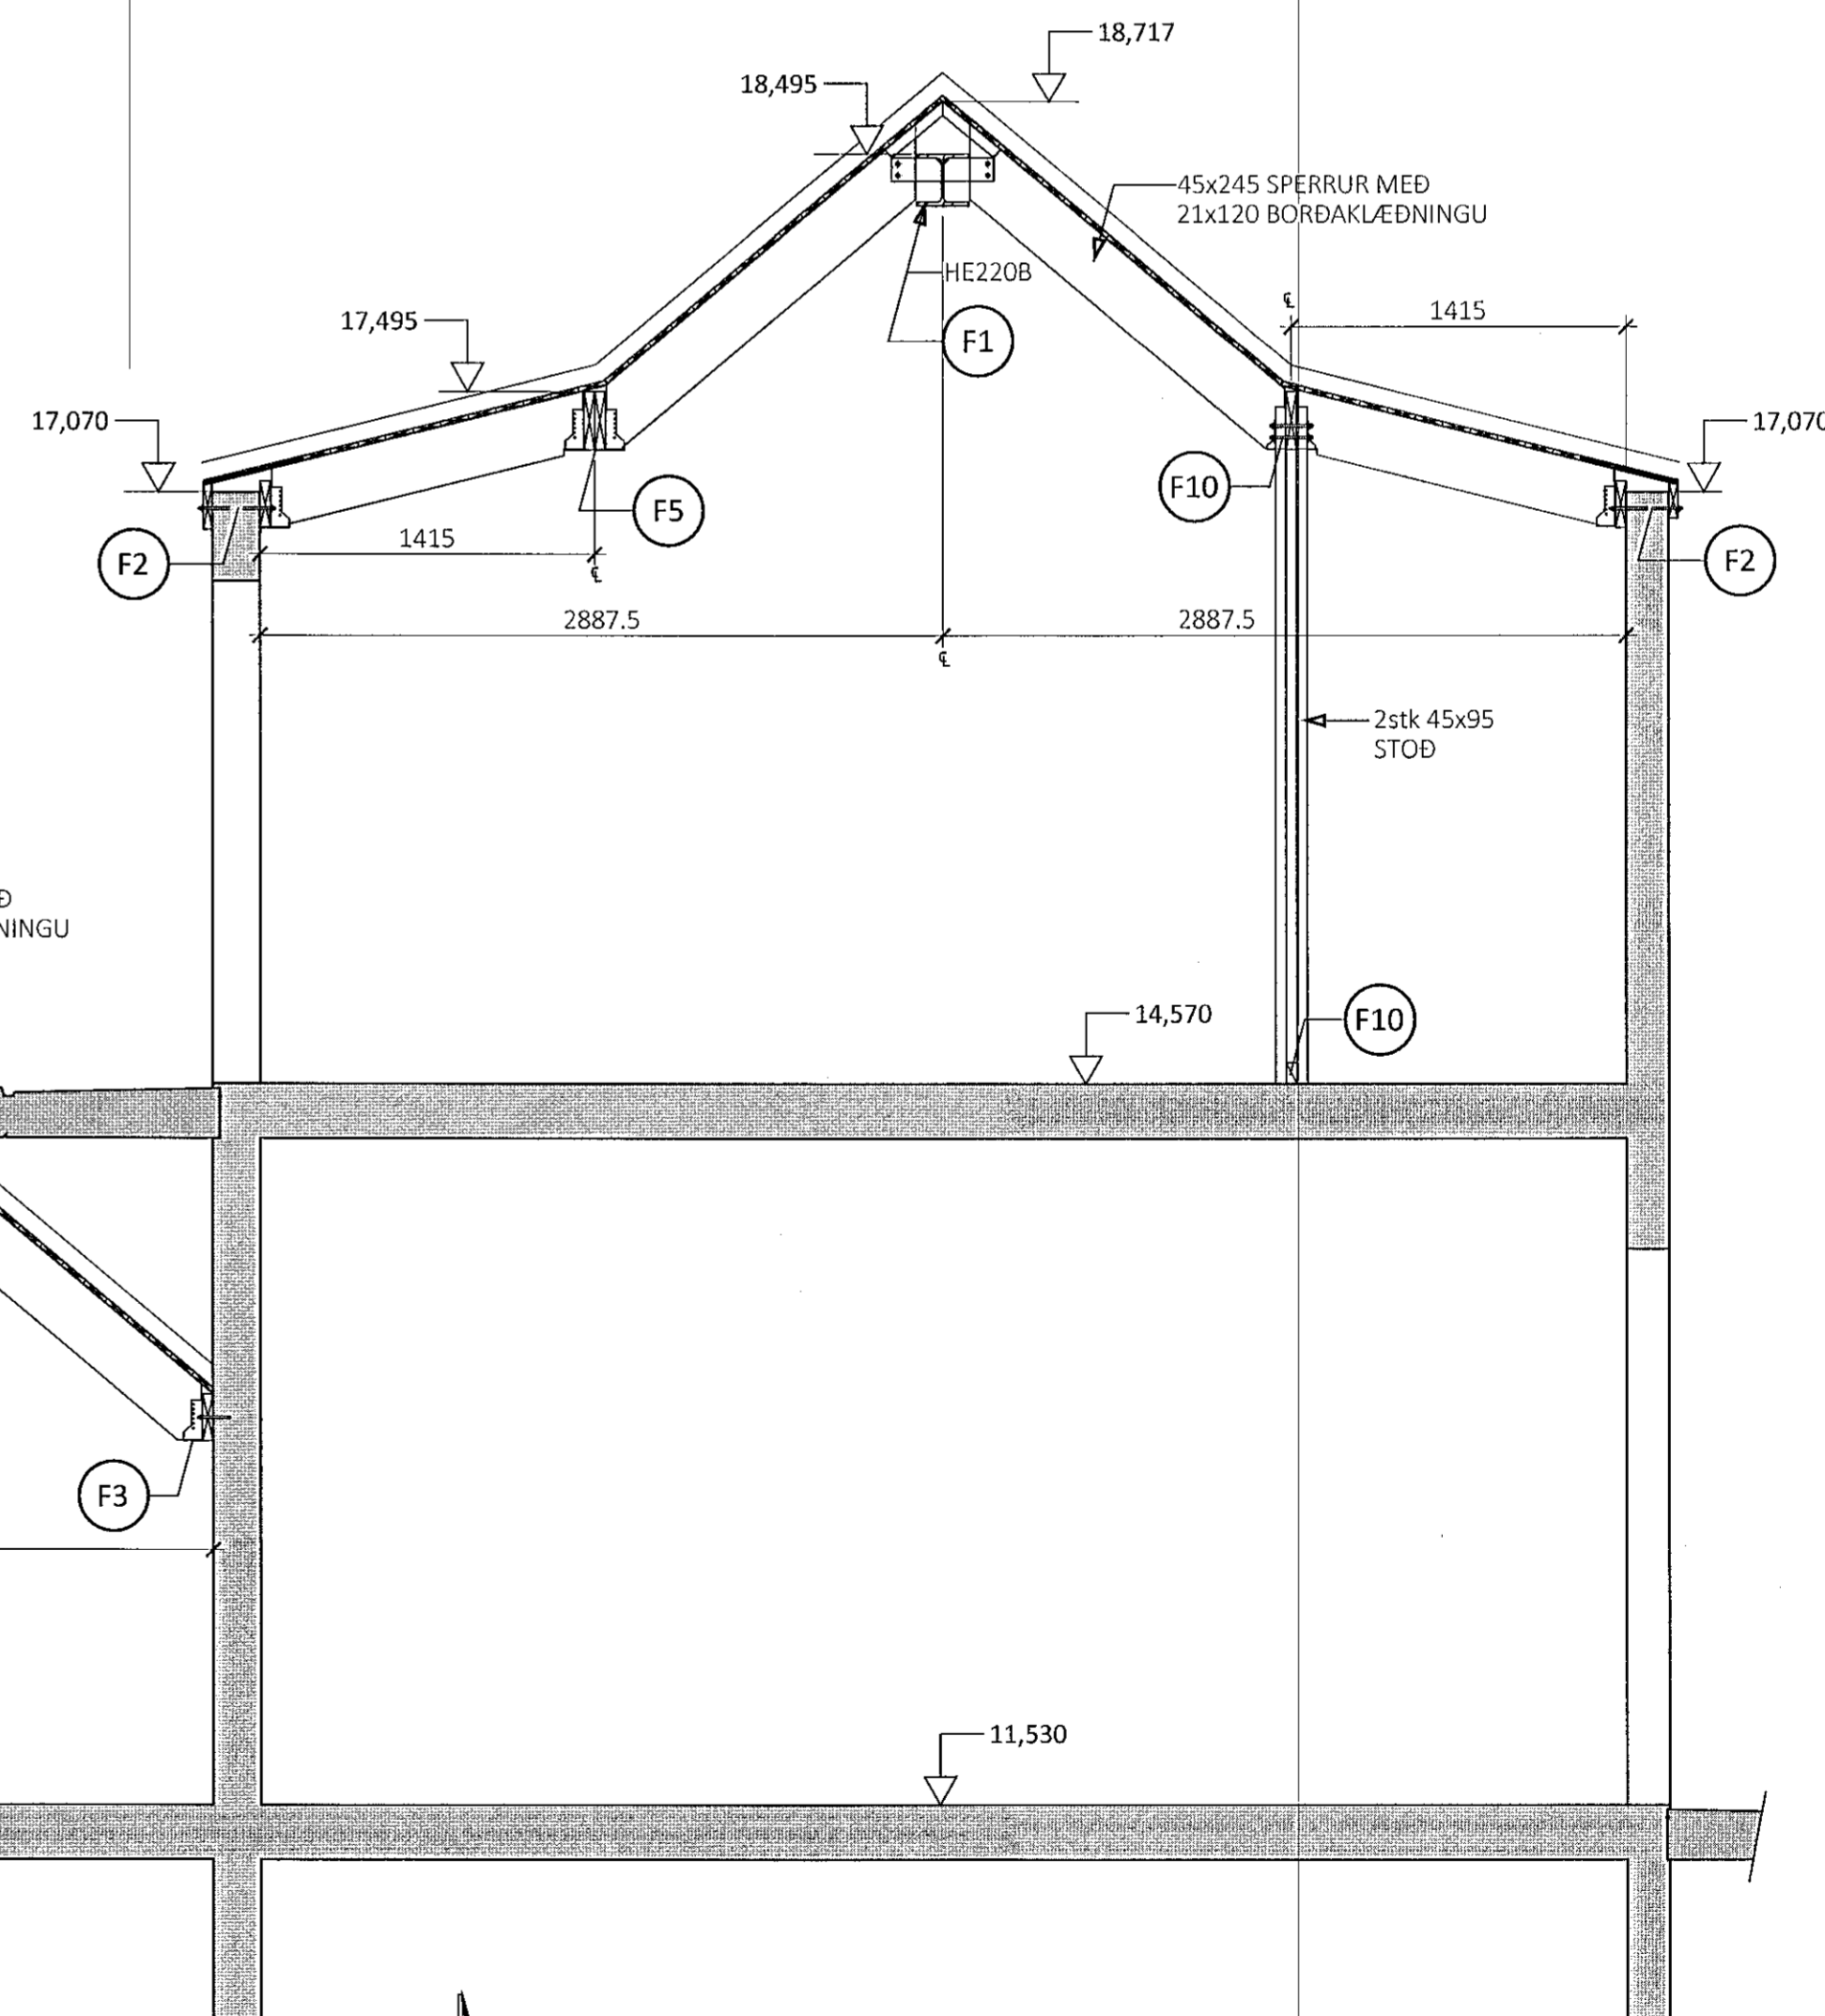 18,717
18,495
45x245 SPERRUR MEÐ
21x120 BORÐAKLÆÐNINGU
HE220B
1415
17,495
F1
17,070
17,070
F10
F5
1415
F2
F2
2887.5
2887.5
2stk 45x95
STOÐ
Ð
NINGU
14,570
F10
F3
11,530